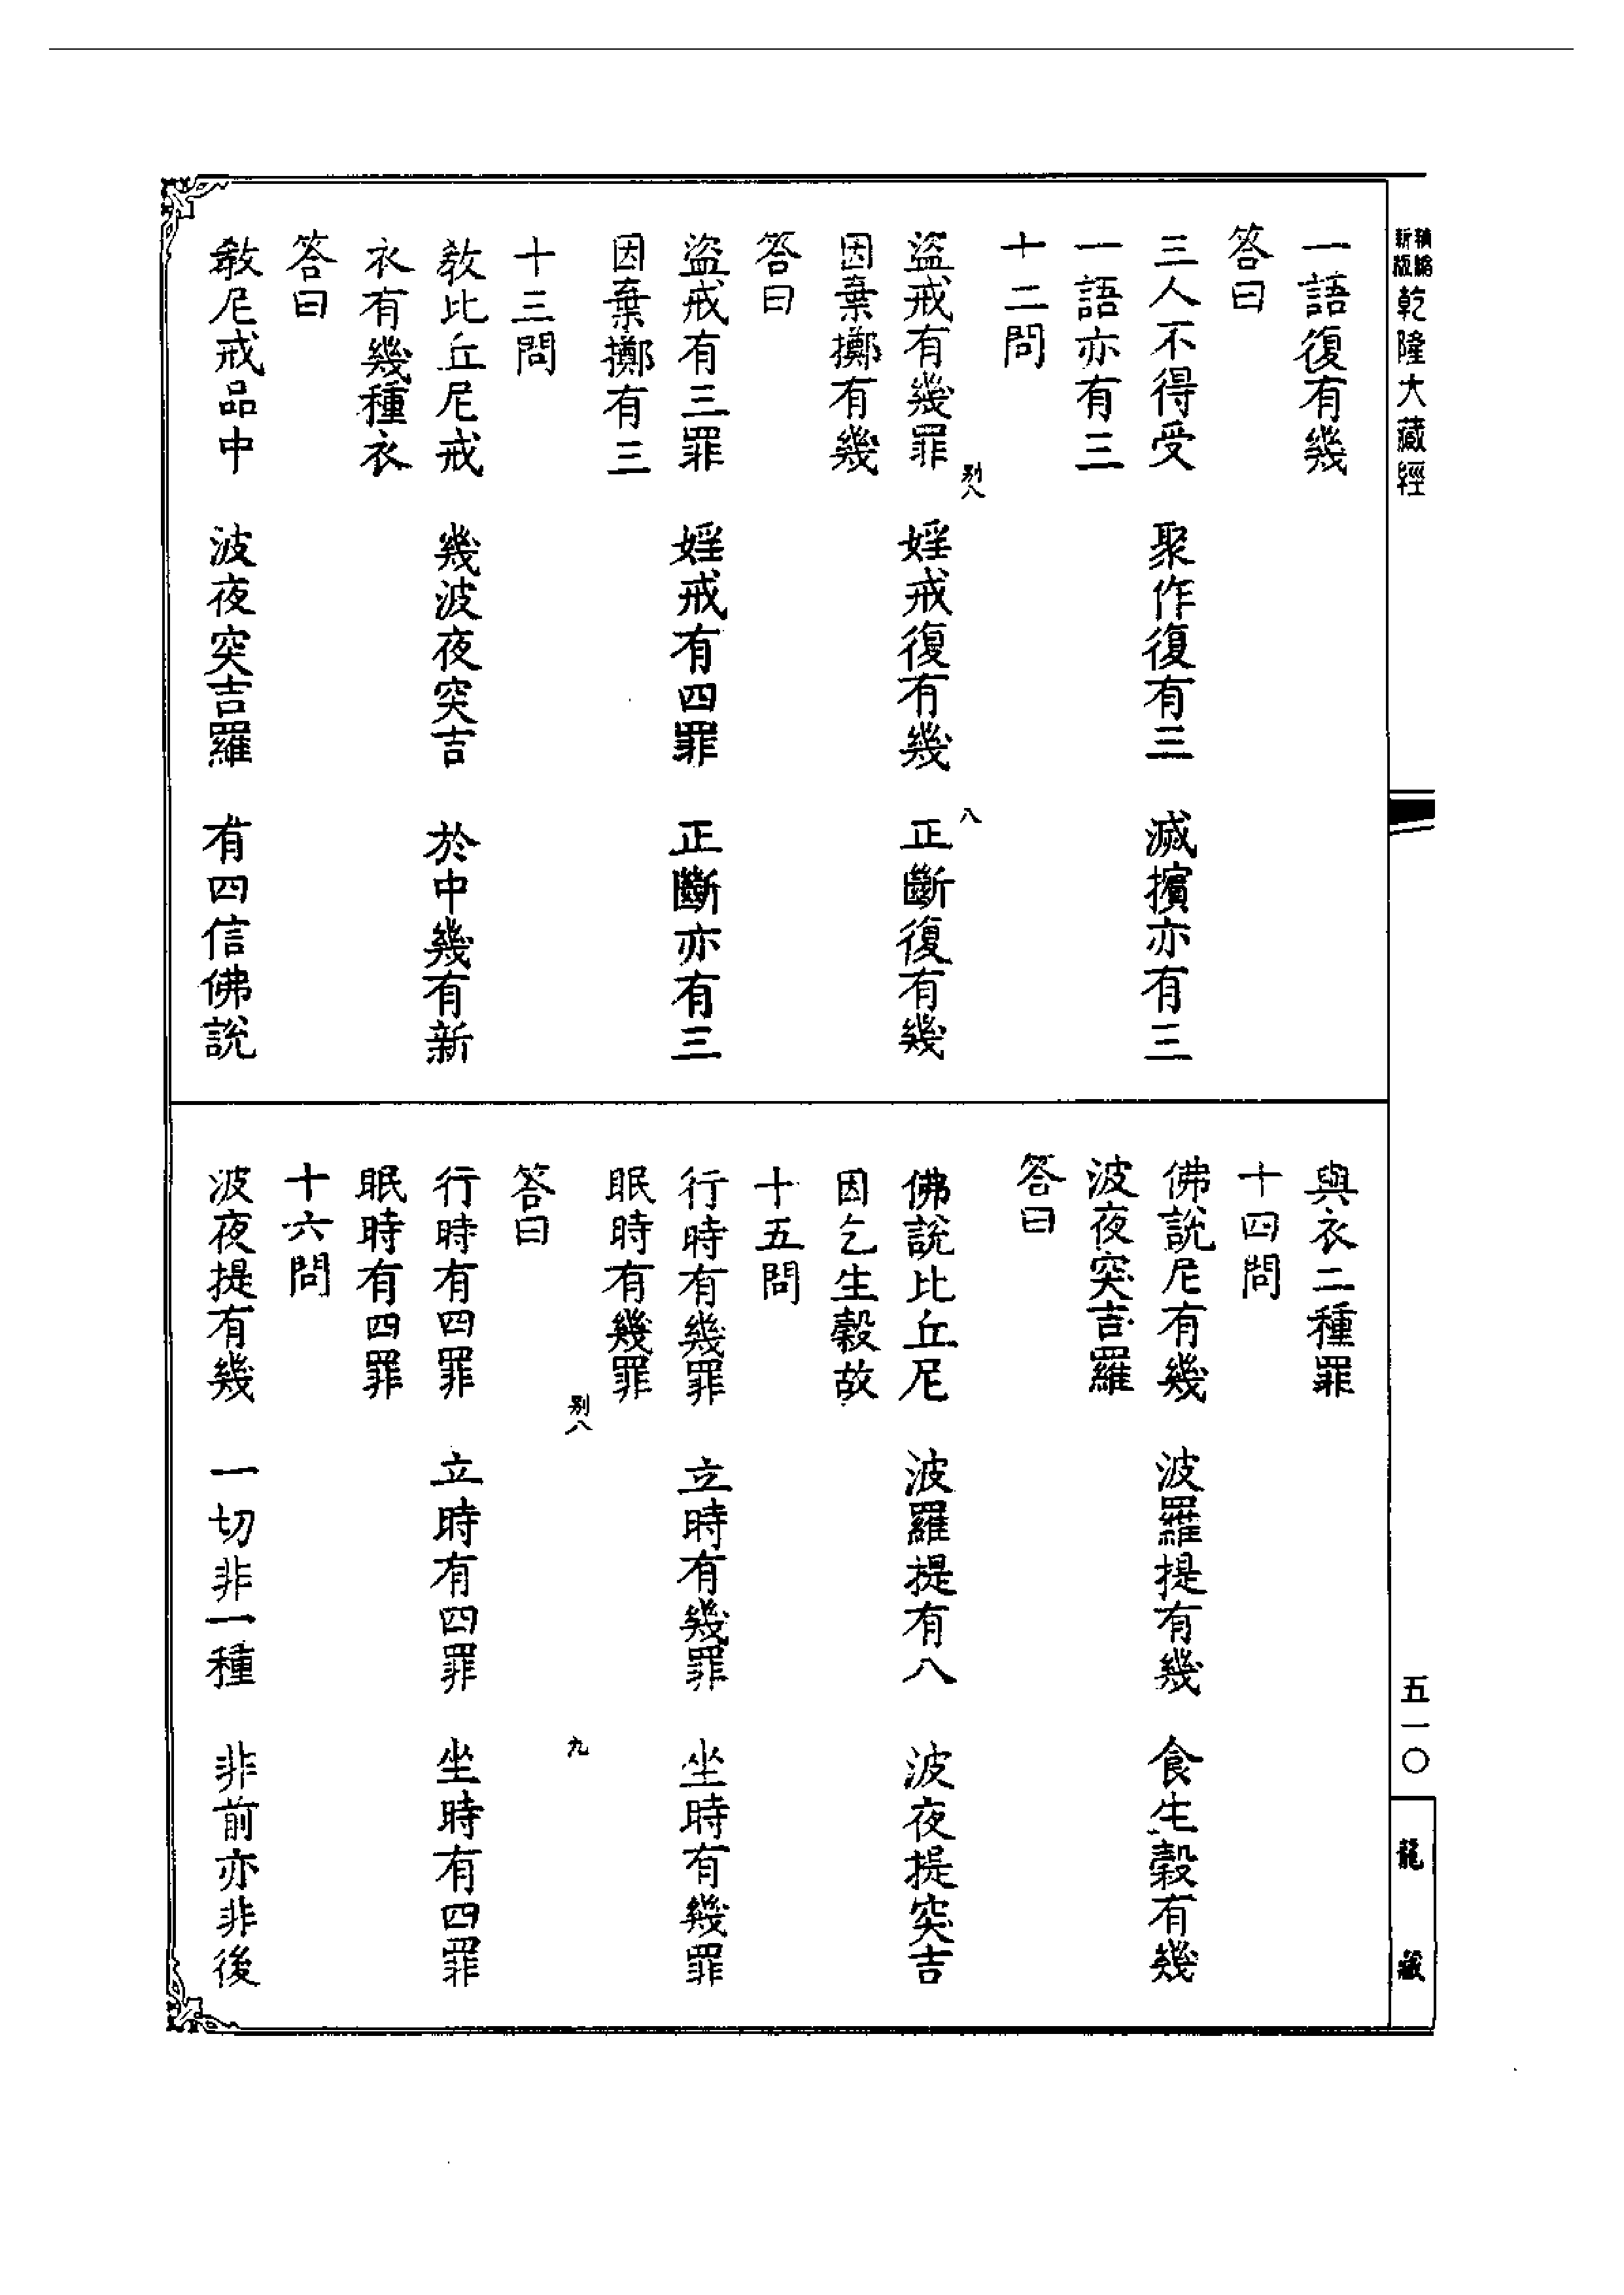 精縮新版乾隆大藏經
一語復有幾
答曰
三人不得受 聚作復有三 滅擯亦有三
一語亦有三
十二問
别八 八
盜戒有幾罪 婬戒復有幾 正斷復有幾
因棄擲有幾
答曰
盜戒有三罪 婬戒有四罪 正斷亦有三
因棄擲有三
十三問
教比丘尼戒 幾波夜突吉 於中幾有新
衣有幾種衣
答曰
教尼戒品中 波夜突吉羅 有四信佛說
與衣二種罪
十四問
佛說尼有幾 波羅提有幾 食生穀有幾
波夜突吉羅
答曰
佛說比丘尼 波羅提有八 波夜提突吉
因乞生穀故
十五問
行時有幾罪 立時有幾罪 坐時有幾罪
眠時有幾罪
别八 九
答曰
行時有四罪 立時有四罪 坐時有四罪
眠時有四罪
十六問
波夜提有幾 一切非一種 非前亦非後
五一〇
龍藏